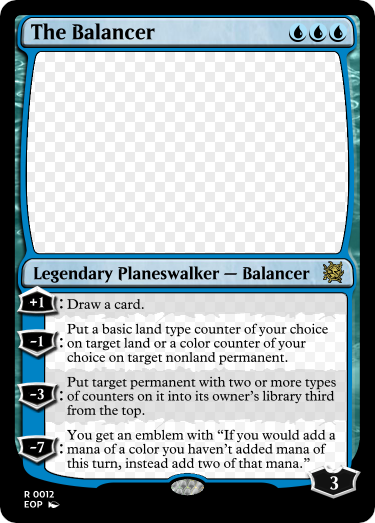 The Balancer
Legendary Planeswalker — Balancer
+1: Draw a card.
-1: Put a basic land type counter of your choice
on target land or a color counter of your
choice on target nonland permanent.
-3: Put target permanent with two or more types
of counters on it into its owner's library third
from the top.
-7: You get an emblem with “If you would add a
mana of a color you haven't added mana of
this turn, instead add two of that mana.”
3
R 0012
EOP